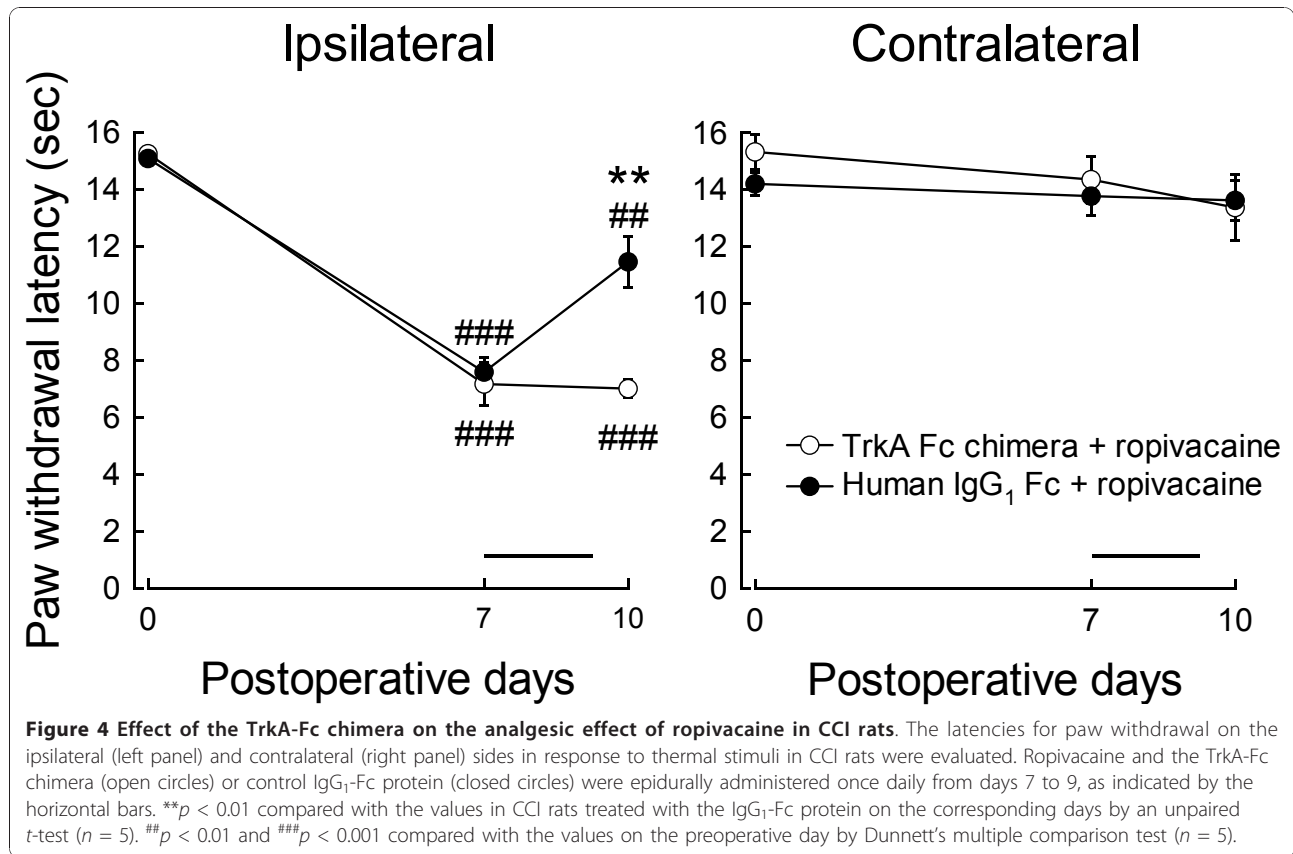 Ipsilateral
Contralateral
Paw withdrawal latency (sec)
16
14
12
10
8
6
4
2
0
**
##
###
###
###
0
7
10
Postoperative days
16
14
12
10
8
6
4
2
0
TrkA Fc chimera + ropivacaine
Human IgG₁ Fc + ropivacaine
0
7
10
Postoperative days
Figure 4 Effect of the TrkA-Fc chimera on the analgesic effect of ropivacaine in CCI rats. The latencies for paw withdrawal on the
ipsilateral (left panel) and contralateral (right panel) sides in response to thermal stimuli in CCI rats were evaluated. Ropivacaine and the TrkA-Fc
chimera (open circles) or control IgG₁-Fc protein (closed circles) were epidurally administered once daily from days 7 to 9, as indicated by the
horizontal bars. **p < 0.01 compared with the values in CCI rats treated with the IgG₁-Fc protein on the corresponding days by an unpaired
t-test (n = 5). ##p < 0.01 and ###p < 0.001 compared with the values on the preoperative day by Dunnett's multiple comparison test (n = 5).